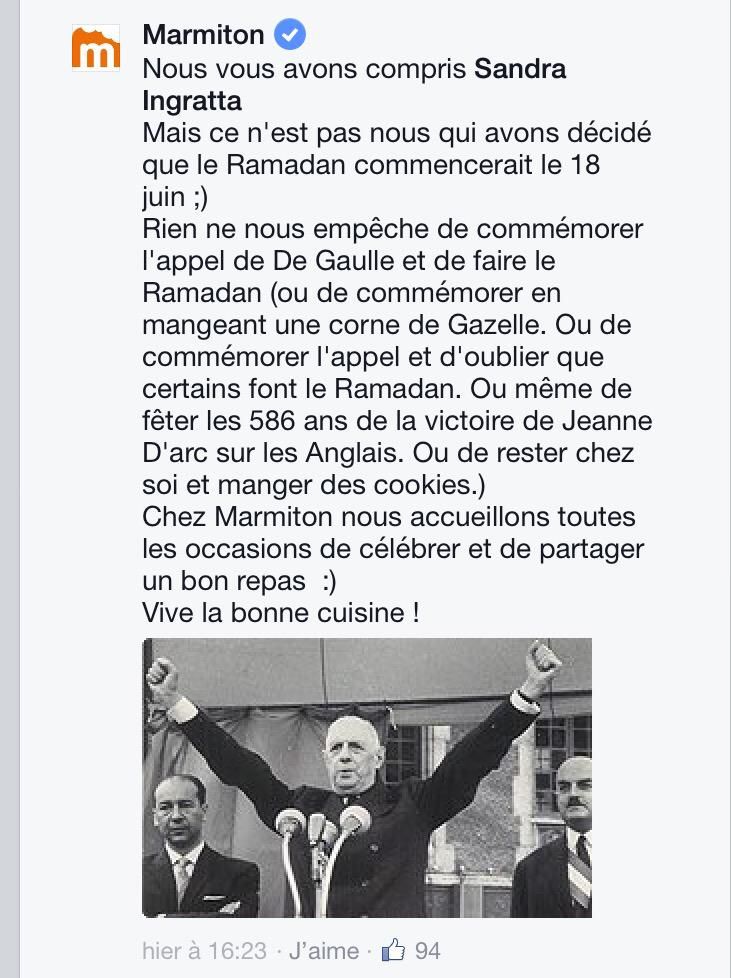 m
Marmiton
Nous vous avons compris Sandra
Ingratta
Mais ce n'est pas nous qui avons décidé
que le Ramadan commencerait le 18
juin ;)
Rien ne nous empêche de commémorer
l'appel de De Gaulle et de faire le
Ramadan (ou de commémorer en
mangeant une corne de Gazelle. Ou de
commémorer l'appel et d'oublier que
certains font le Ramadan. Ou même de
fêter les 586 ans de la victoire de Jeanne
D'arc sur les Anglais. Ou de rester chez
soi et manger des cookies.)
Chez Marmiton nous accueillons toutes
les occasions de célébrer et de partager
un bon repas :)
Vive la bonne cuisine !
hier à 16:23 · J'aime · 94